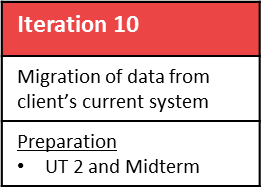 Iteration 10
Migration of data from
client's current system
Preparation
• UT 2 and Midterm